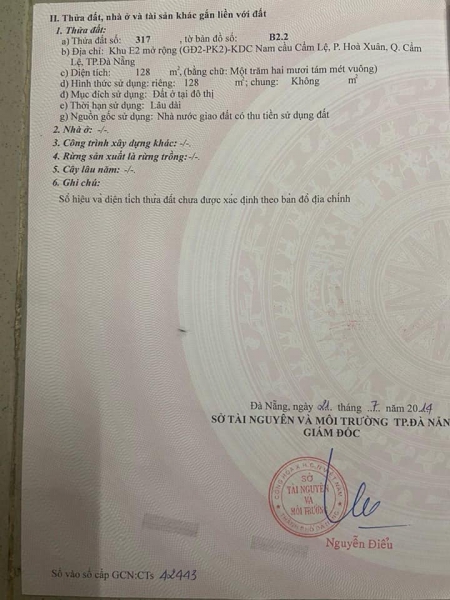 II. Thửa đất, nhà ở và tài sản khác gắn liền với đất
1. Thửa đất:
a) Thửa đất số: 317 , tờ bản đồ số: B2.2
b) Địa chỉ: Khu E2 mở rộng (GĐ2-PK2)-KDC Nam cầu Cẩm Lệ, P. Hoà Xuân, Q. Cẩm
Lệ, TP.Đà Nẵng
c) Diện tích: 128 m², (bằng chữ: Một trăm hai mươi tám mét vuông)
d) Hình thức sử dụng: riêng: 128 m²; chung: Không m²
đ) Mục đích sử dụng: Đất ở tại đô thị
e) Thời hạn sử dụng: Lâu dài
g) Nguồn gốc sử dụng: Nhà nước giao đất có thu tiền sử dụng đất
2. Nhà ở: -/-.
3. Công trình xây dựng khác: -/-.
4. Rừng sản xuất là rừng trồng:-/-.
5. Cây lâu năm: -/-.
6. Ghi chú:
Số hiệu và diện tích thửa đất chưa được xác định theo bản đồ địa chính
Đà Nẵng, ngày 21 tháng 7 năm 2014
SỞ TÀI NGUYÊN VÀ MÔI TRƯỜNG TP.ĐÀ NẴN
GIÁM ĐỐC
SỞ
TÀI NGUYÊN
VÀ
MÔI TRƯỜNG
Nguyễn Điểu
Số vào sổ cấp GCN:CTs 42443